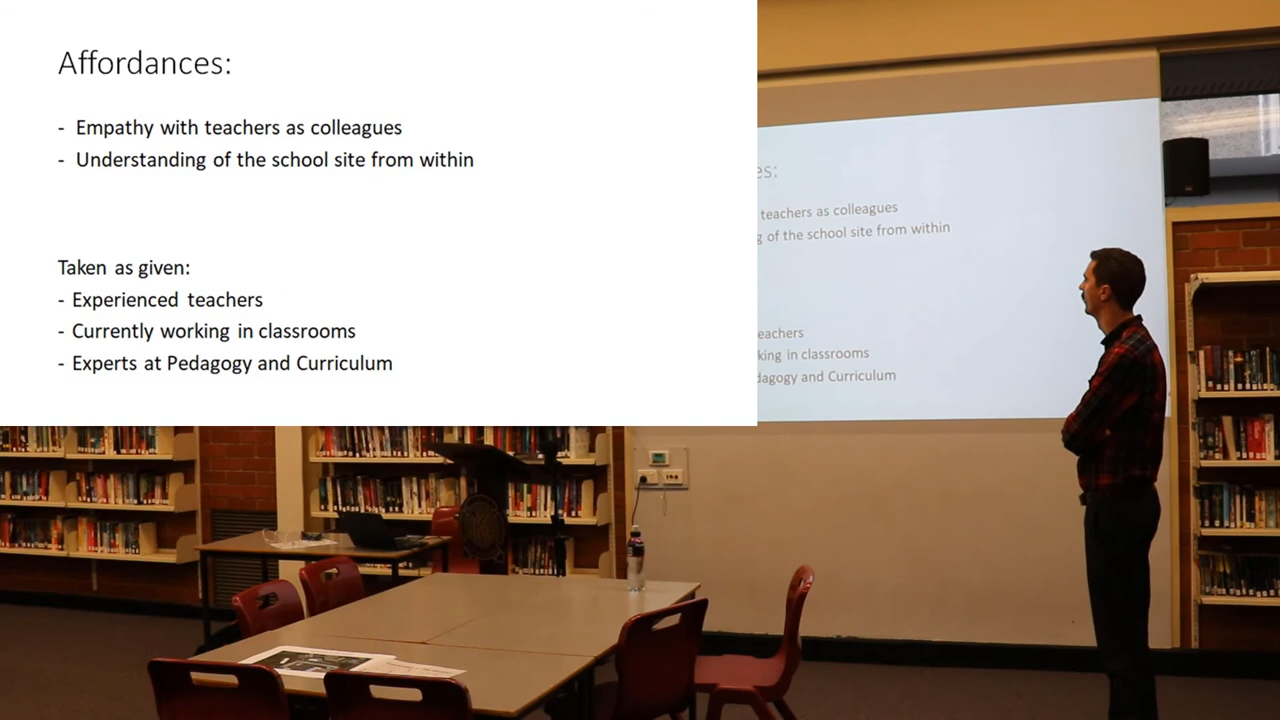 Affordances:
- Empathy with teachers as colleagues
- Understanding of the school site from within
Taken as given:
- Experienced teachers
- Currently working in classrooms
- Experts at Pedagogy and Curriculum
es:
teachers as colleagues
g of the school site from within
eachers
king in classrooms
dagogy and Curriculum